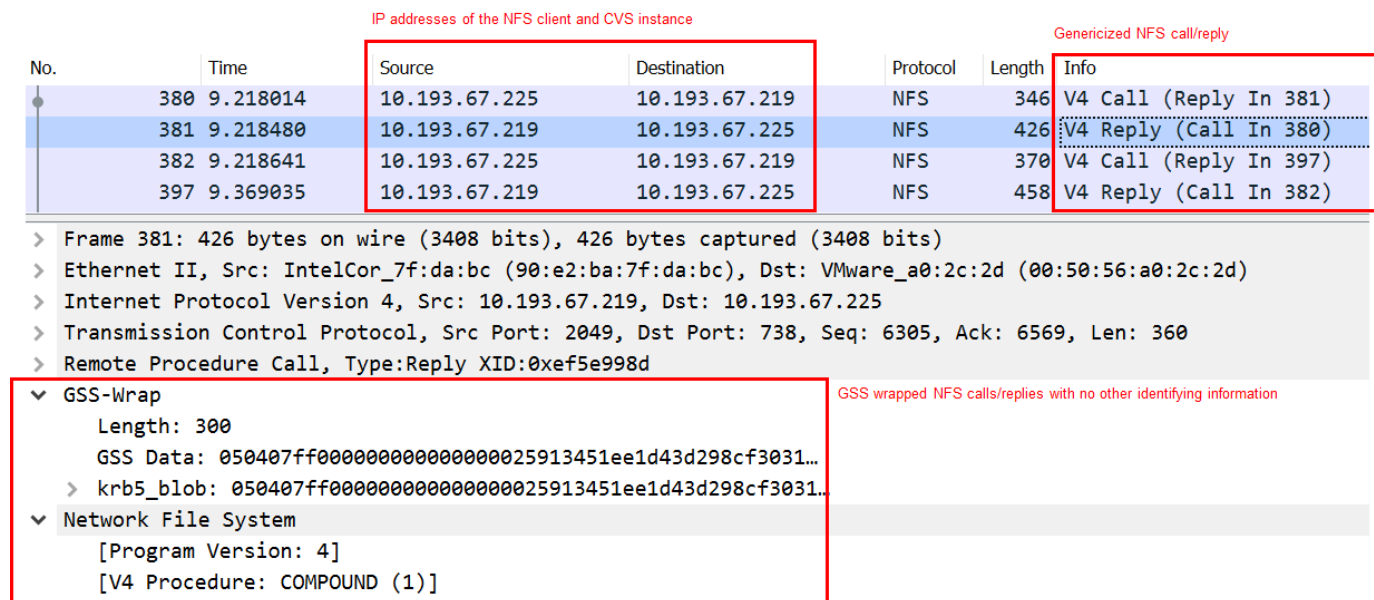 IP addresses of the NFS client and CVS instance
Genericized NFS call/reply
No. Time Source Destination Protocol Length Info
380 9.218014 10.193.67.225 10.193.67.219 NFS 346 V4 Call (Reply In 381)
381 9.218480 10.193.67.219 10.193.67.225 NFS 426 V4 Reply (Call In 380)
382 9.218641 10.193.67.225 10.193.67.219 NFS 370 V4 Call (Reply In 397)
397 9.369035 10.193.67.219 10.193.67.225 NFS 458 V4 Reply (Call In 382)
> Frame 381: 426 bytes on wire (3408 bits), 426 bytes captured (3408 bits)
> Ethernet II, Src: IntelCor_7f:da:bc (90:e2:ba:7f:da:bc), Dst: VMware_a0:2c:2d (00:50:56:a0:2c:2d)
> Internet Protocol Version 4, Src: 10.193.67.219, Dst: 10.193.67.225
> Transmission Control Protocol, Src Port: 2049, Dst Port: 738, Seq: 6305, Ack: 6569, Len: 360
> Remote Procedure Call, Type:Reply XID:0xef5e998d
GSS-Wrap
GSS wrapped NFS calls/replies with no other identifying information
Length: 300
GSS Data: 050407ff000000000000000025913451ee1d43d298cf3031…
> krb5_blob: 050407ff000000000000000025913451ee1d43d298cf3031…
Network File System
[Program Version: 4]
[V4 Procedure: COMPOUND (1)]